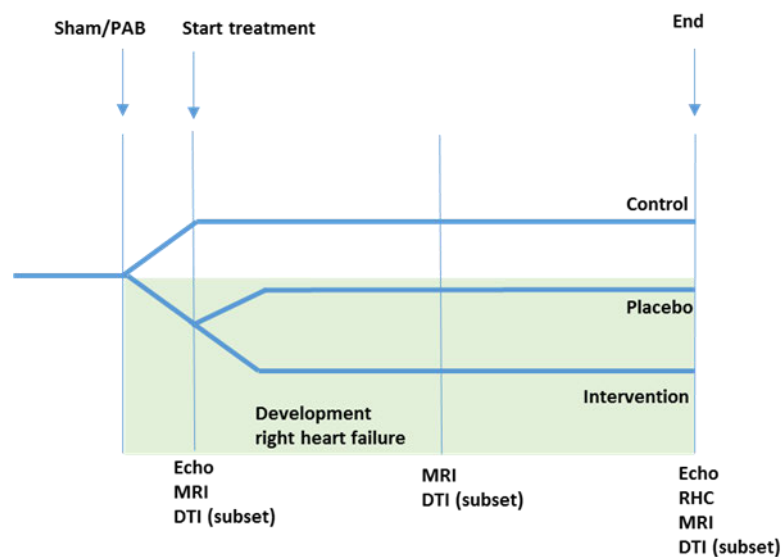 Sham/PAB
Start treatment
End
Control
Placebo
Intervention
Development
right heart failure
Echo
MRI
DTI (subset)
MRI
DTI (subset)
Echo
RHC
MRI
DTI (subset)